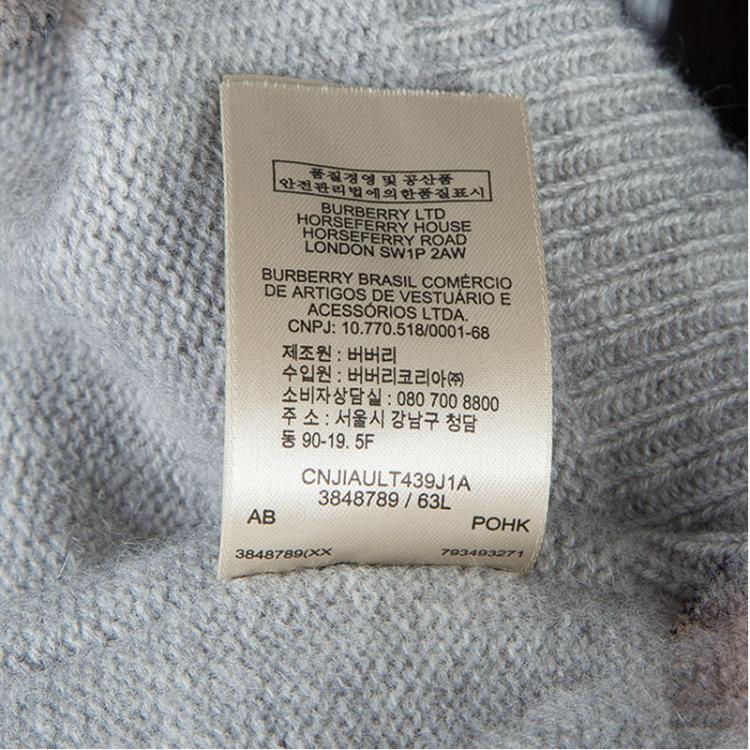 품질경영 및 공산품
안전관리법에의한품질표시
BURBERRY LTD
HORSEFERRY HOUSE
HORSEFERRY ROAD
LONDON SW1P 2AW
BURBERRY BRASIL COMÉRCIO
DE ARTIGOS DE VESTUÁRIO E
ACESSÓRIOS LTDA.
CNPJ: 10.770.518/0001-68
제조원 : 버버리
수입원 : 버버리코리아㈜
소비자상담실 : 080 700 8800
주 소 : 서울시 강남구 청담
동 90-19. 5F
CNJIAULT439J1A
3848789 / 63L
AB POHK
3848789(XX 793493271